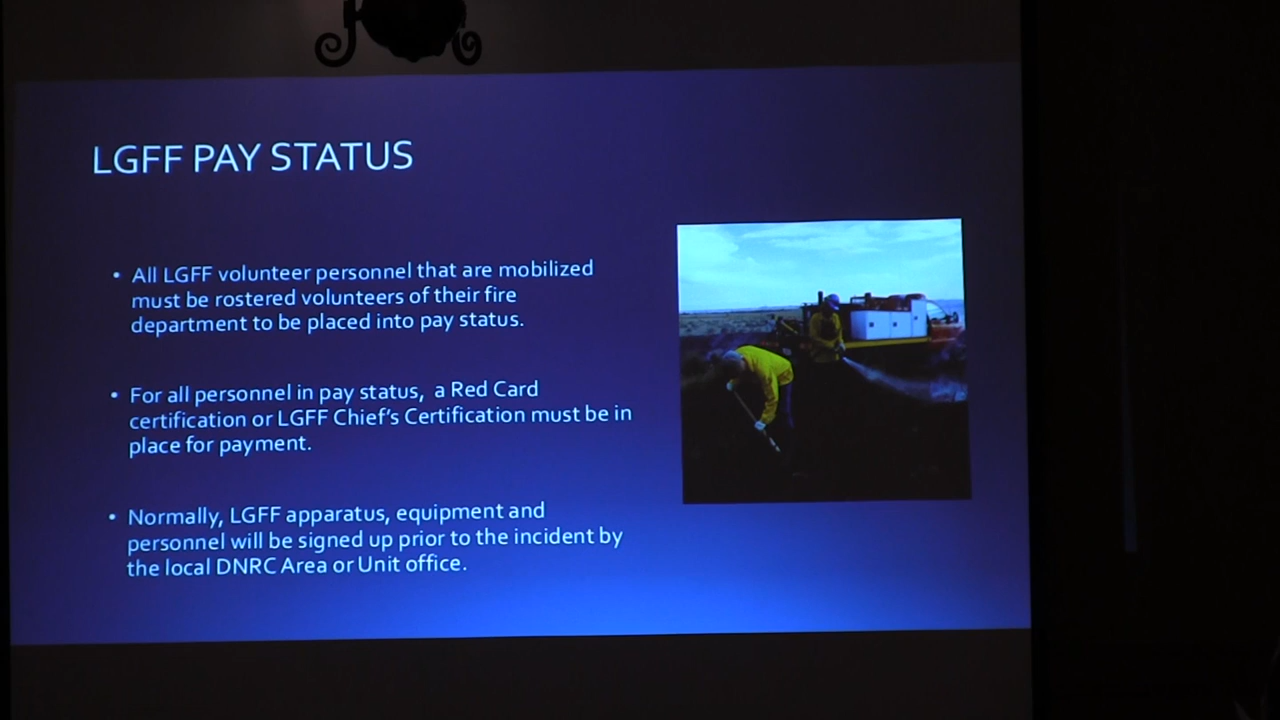 LGFF PAY STATUS
• All LGFF volunteer personnel that are mobilized
must be rostered volunteers of their fire
department to be placed into pay status.
• For all personnel in pay status, a Red Card
certification or LGFF Chief's Certification must be in
place for payment.
• Normally, LGFF apparatus, equipment and
personnel will be signed up prior to the incident by
the local DNRC Area or Unit office.